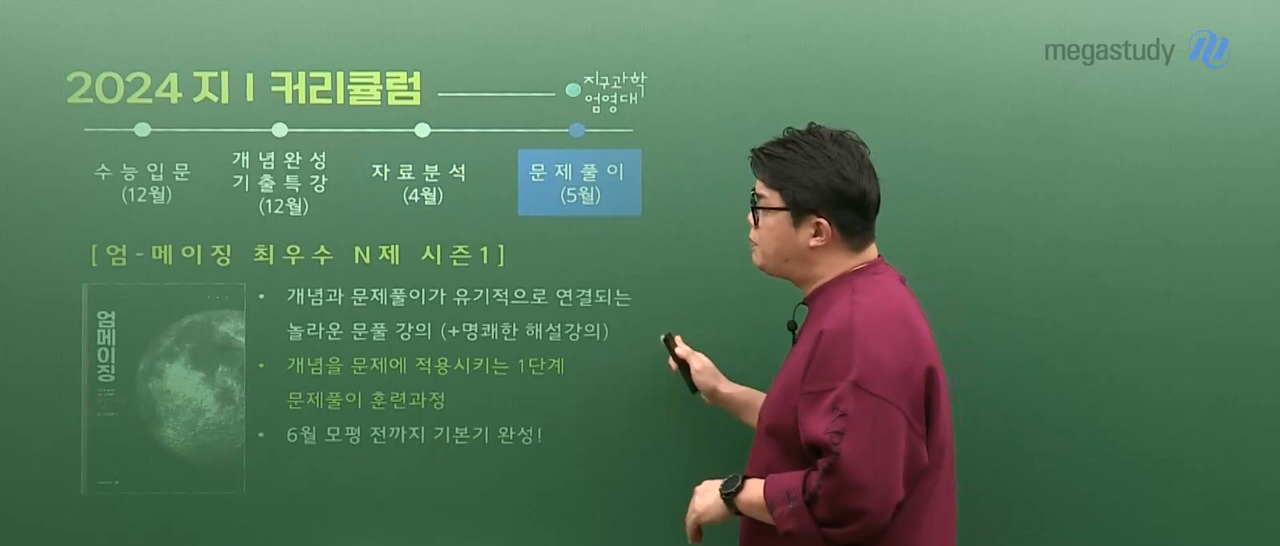 megastudy
2024 지 I 커리큘럼
지구과학
엄영대
수능입문
(12월)
개념완성
기출특강
(12월)
자료분석
(4월)
문제풀이
(5월)
[엄-메이징 최우수 N제 시즌1]
엄메이징
• 개념과 문제풀이가 유기적으로 연결되는
놀라운 문풀 강의 (+명쾌한 해설강의)
• 개념을 문제에 적용시키는 1단계
문제풀이 훈련과정
• 6월 모평 전까지 기본기 완성!